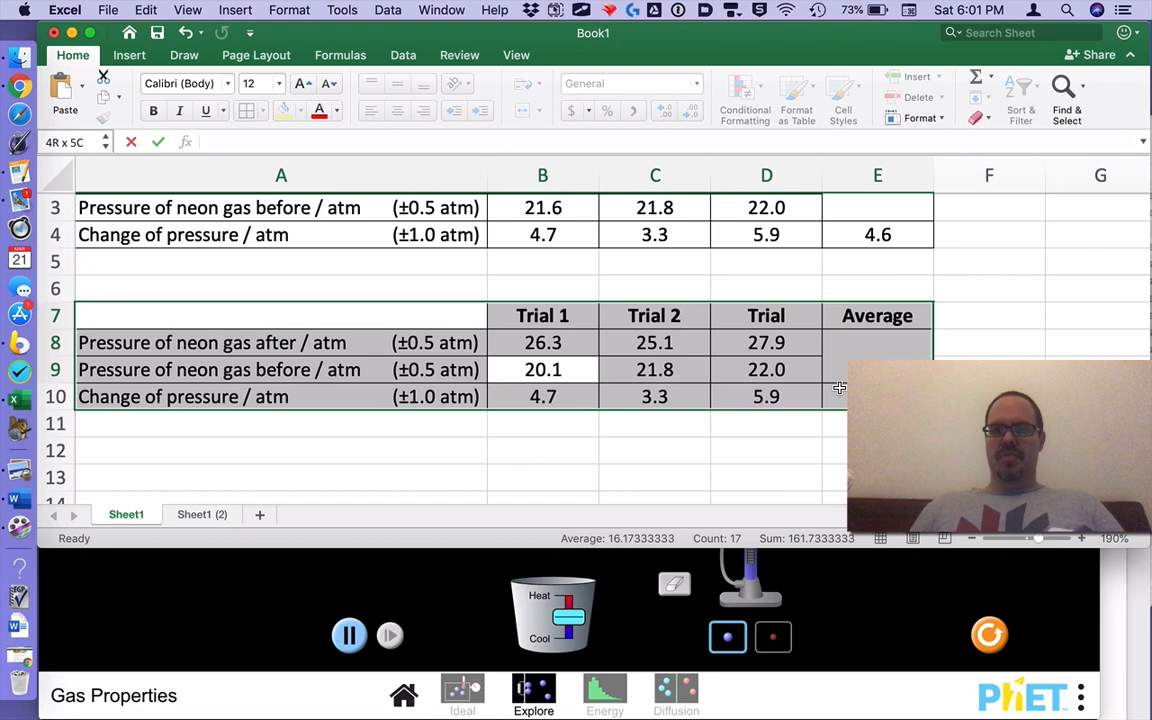 Excel File Edit View Insert Format Tools Data Window Help 73% Sat 6:01 PM
Book1
Search Sheet
Home Insert Draw Page Layout Formulas Data Review View
Share
Calibri (Body) 12 A A General Insert
Delete
Paste B I U A $ % Conditional Formatting Format as Table Cell Styles Format Sort & Filter Find & Select
4R x 5C fx
A B C D E F G
3 Pressure of neon gas before / atm (±0.5 atm) 21.6 21.8 22.0
4 Change of pressure / atm (±1.0 atm) 4.7 3.3 5.9 4.6
5
6
7 Trial 1 Trial 2 Trial Average
8 Pressure of neon gas after / atm (±0.5 atm) 26.3 25.1 27.9
9 Pressure of neon gas before / atm (±0.5 atm) 20.1 21.8 22.0
10 Change of pressure / atm (±1.0 atm) 4.7 3.3 5.9
11
12
13
14
Sheet1 Sheet1 (2) +
Ready Average: 16.17333333 Count: 17 Sum: 161.7333333 190%
MAR
21
Heat
Cool
Gas Properties
Ideal Explore Energy Diffusion
PhET